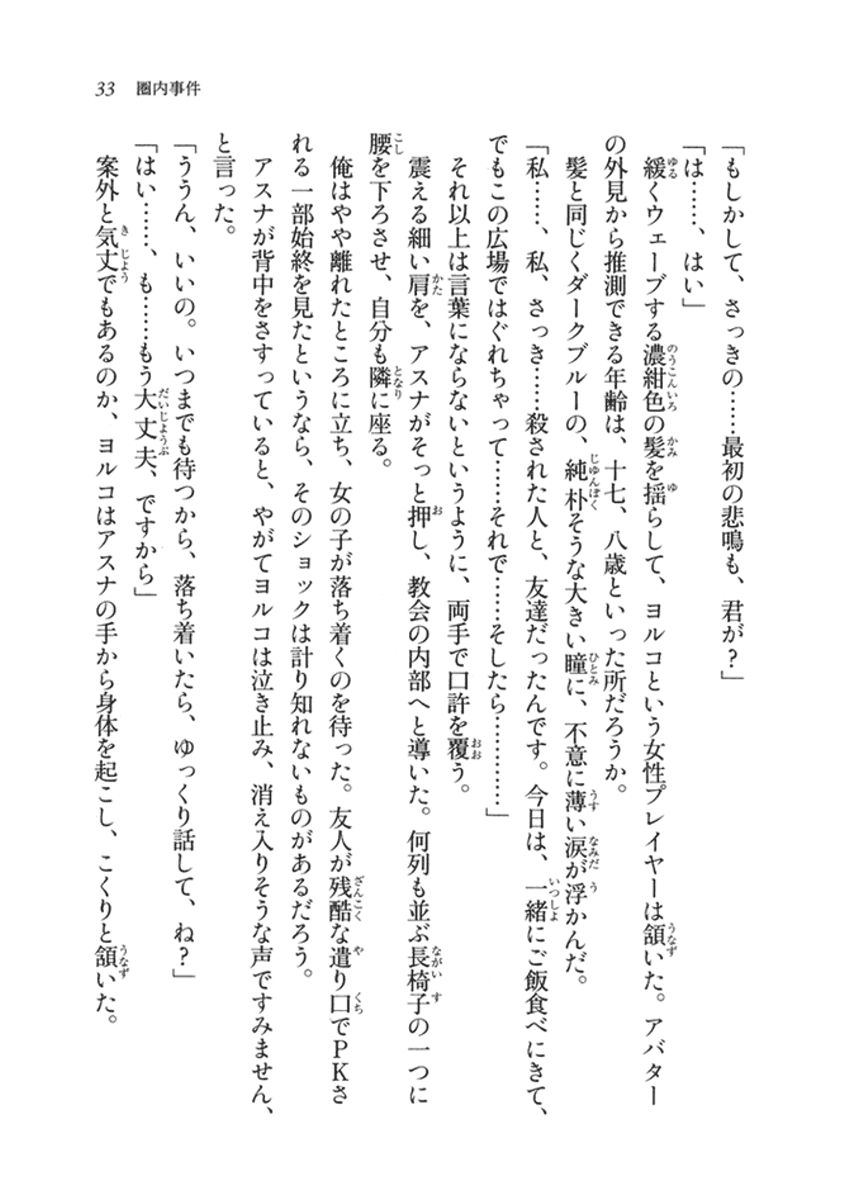 33 圏内事件
「もしかして、さっきの……最初の悲鳴も、君が？」
「は……、はい」
緩くウェーブする濃紺色の髪を揺らして、ヨルコという女性プレイヤーは頷いた。アバター
の外見から推測できる年齢は、十七、八歳といった所だろうか。
髪と同じくダークブルーの、純朴そうな大きい瞳に、不意に薄い涙が浮かんだ。
「私……、私、さっき……殺された人と、友達だったんです。今日は、一緒にご飯食べにきて、
でもこの広場ではぐれちゃって……それで……そしたら…………」
それ以上は言葉にならないというように、両手で口許を覆う。
震える細い肩を、アスナがそっと押し、教会の内部へと導いた。何列も並ぶ長椅子の一つに
腰を下ろさせ、自分も隣に座る。
俺はやや離れたところに立ち、女の子が落ち着くのを待った。友人が残酷な遣り口でＰＫさ
れる一部始終を見たというなら、そのショックは計り知れないものがあるだろう。
アスナが背中をさすっていると、やがてヨルコは泣き止み、消え入りそうな声ですみません、
と言った。
「ううん、いいの。いつまでも待つから、落ち着いたら、ゆっくり話して、ね？」
「はい……、も……もう大丈夫、ですから」
案外と気丈でもあるのか、ヨルコはアスナの手から身体を起こし、こくりと頷いた。